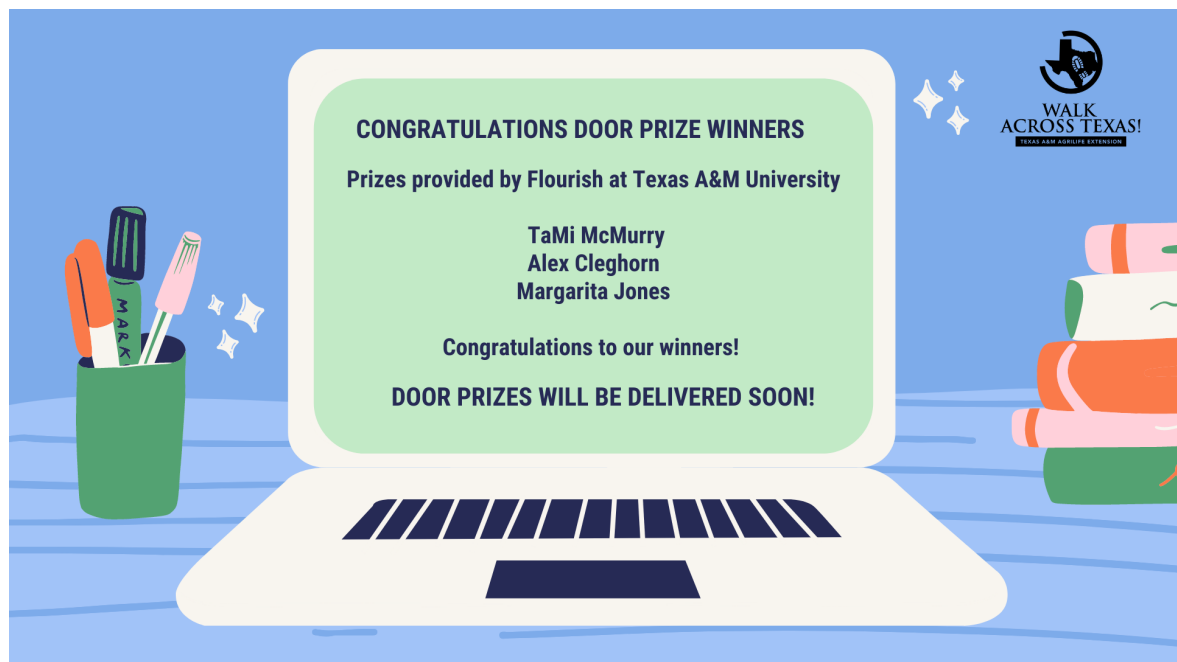 WALK
ACROSS TEXAS!
TEXAS A&M AGRILIFE EXTENSION
CONGRATULATIONS DOOR PRIZE WINNERS
Prizes provided by Flourish at Texas A&M University
TaMi McMurry
Alex Cleghorn
Margarita Jones
Congratulations to our winners!
DOOR PRIZES WILL BE DELIVERED SOON!
MARK